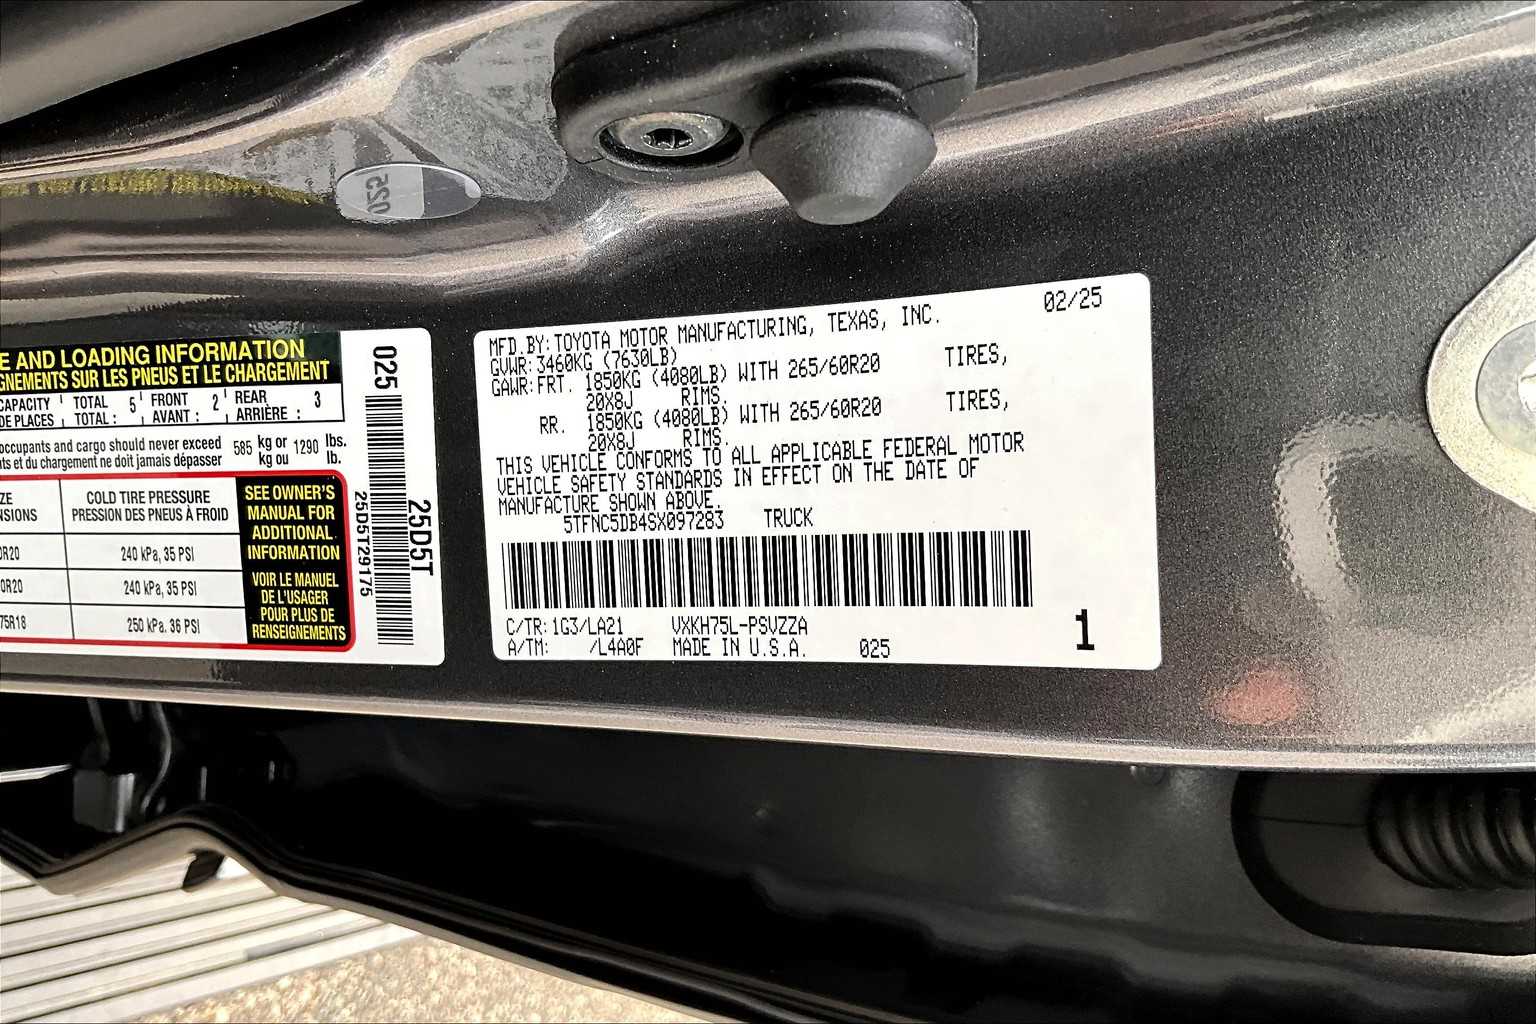 520
E AND LOADING INFORMATION
GNEMENTS SUR LES PNEUS ET LE CHARGEMENT
CAPACITY TOTAL 5 FRONT 2 REAR 3
DE PLACES TOTAL : AVANT : ARRIÈRE :
occupants and cargo should never exceed 585 kg or 1290 lbs.
nts et du chargement ne doit jamais dépasser kg ou lb.
ZE COLD TIRE PRESSURE
NSIONS PRESSION DES PNEUS À FROID
0R20 240 kPa, 35 PSI
0R20 240 kPa, 35 PSI
75R18 250 kPa. 36 PSI
SEE OWNER'S
MANUAL FOR
ADDITIONAL
INFORMATION
VOIR LE MANUEL
DE L'USAGER
POUR PLUS DE
RENSEIGNEMENTS
025
25D5T29175
25D5T
MFD.BY: TOYOTA MOTOR MANUFACTURING, TEXAS, INC. 02/25
GVWR: 3460KG (7630LB)
GAWR: FRT. 1850KG (4080LB) WITH 265/60R20 TIRES,
20X8J RIMS.
RR. 1850KG (4080LB) WITH 265/60R20 TIRES,
20X8J RIMS.
THIS VEHICLE CONFORMS TO ALL APPLICABLE FEDERAL MOTOR
VEHICLE SAFETY STANDARDS IN EFFECT ON THE DATE OF
MANUFACTURE SHOWN ABOVE.
5TFNC5DB4SX097283 TRUCK
C/TR: 1G3/LA21 VXKH75L-PSVZZA
A/TM: /L4A0F MADE IN U.S.A. 025
1